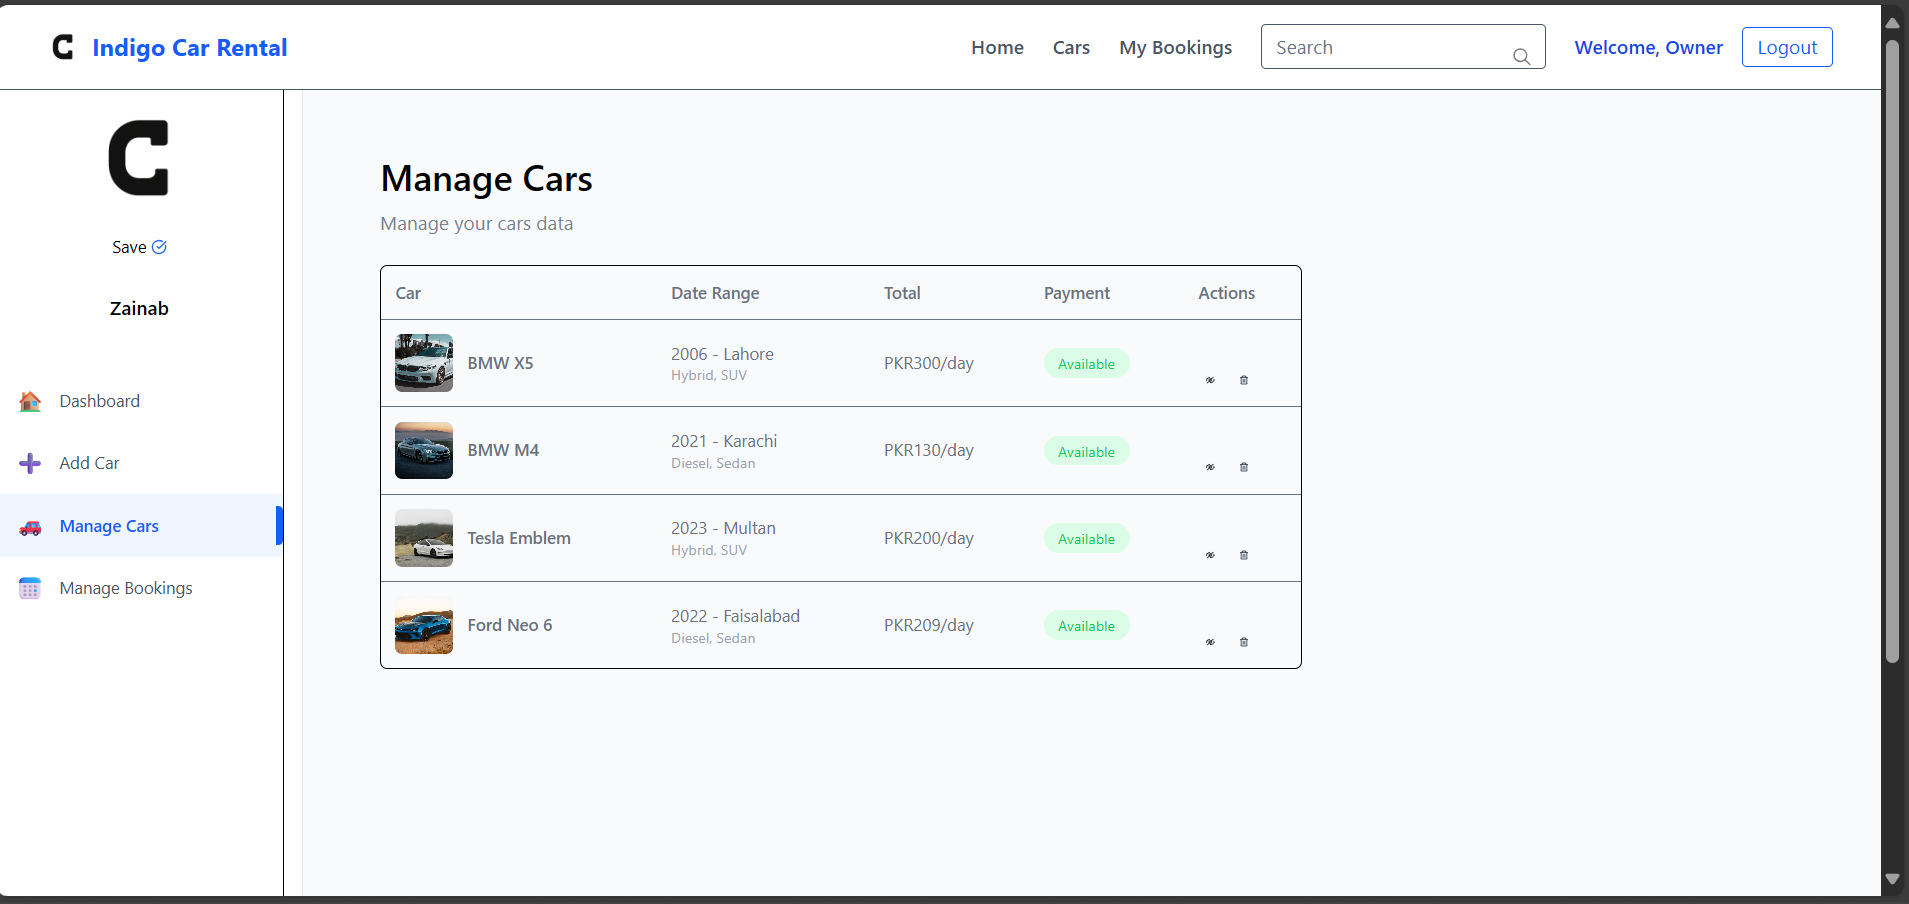 C Indigo Car Rental
Home Cars My Bookings Search Welcome, Owner Logout
C
Save
Zainab
Dashboard
Add Car
Manage Cars
Manage Bookings
Manage Cars
Manage your cars data
Car Date Range Total Payment Actions
BMW X5 2006 - Lahore PKR300/day Available
Hybrid, SUV
BMW M4 2021 - Karachi PKR130/day Available
Diesel, Sedan
Tesla Emblem 2023 - Multan PKR200/day Available
Hybrid, SUV
Ford Neo 6 2022 - Faisalabad PKR209/day Available
Diesel, Sedan